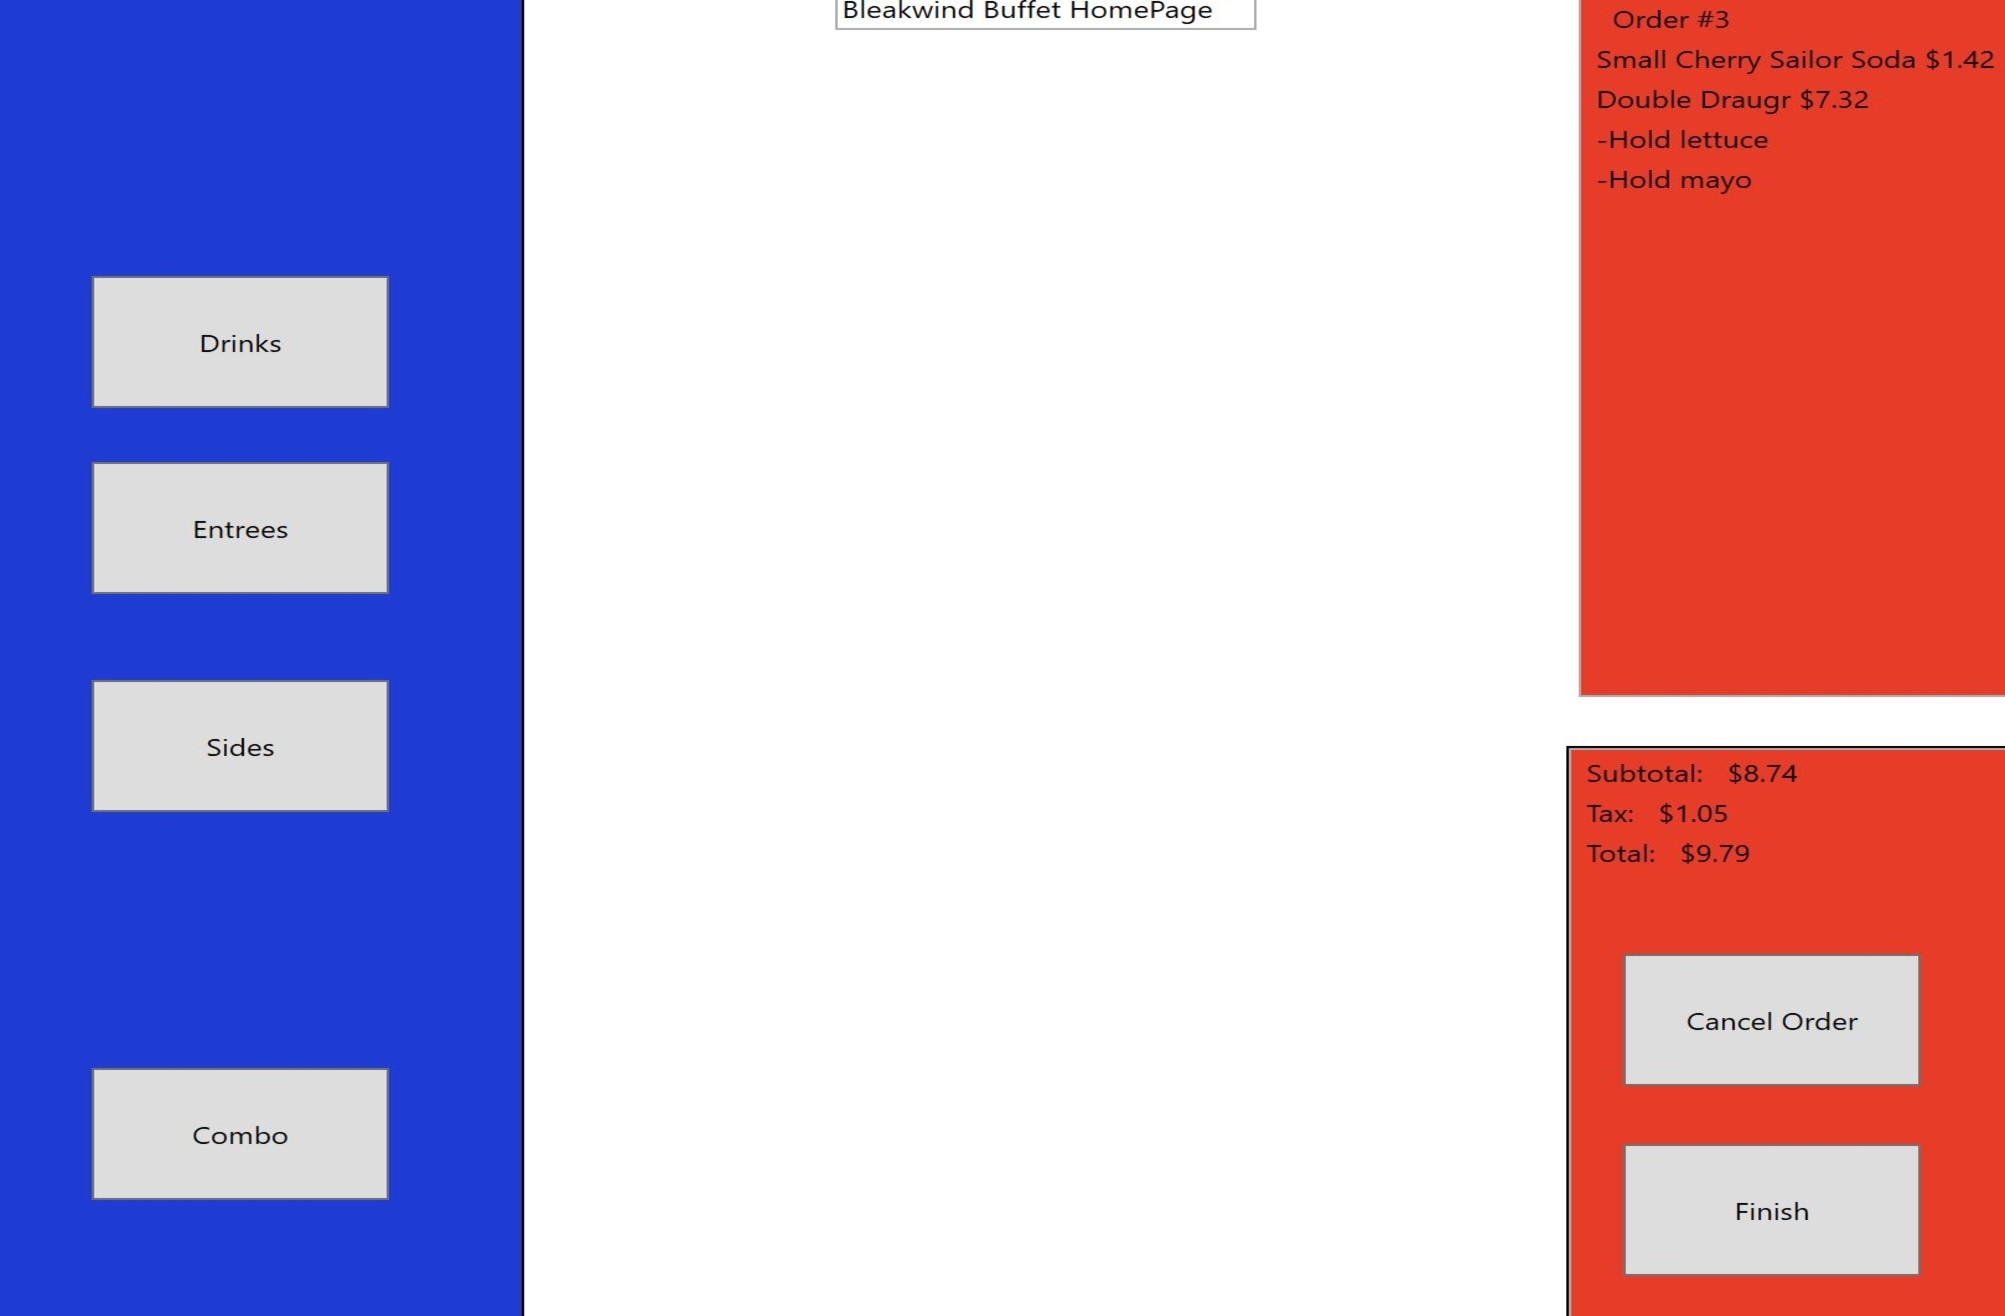 Bleakwind Buffet HomePage
Drinks
Entrees
Sides
Combo
Order #3
Small Cherry Sailor Soda $1.42
Double Draugr $7.32
-Hold lettuce
-Hold mayo
Subtotal: $8.74
Tax: $1.05
Total: $9.79
Cancel Order
Finish